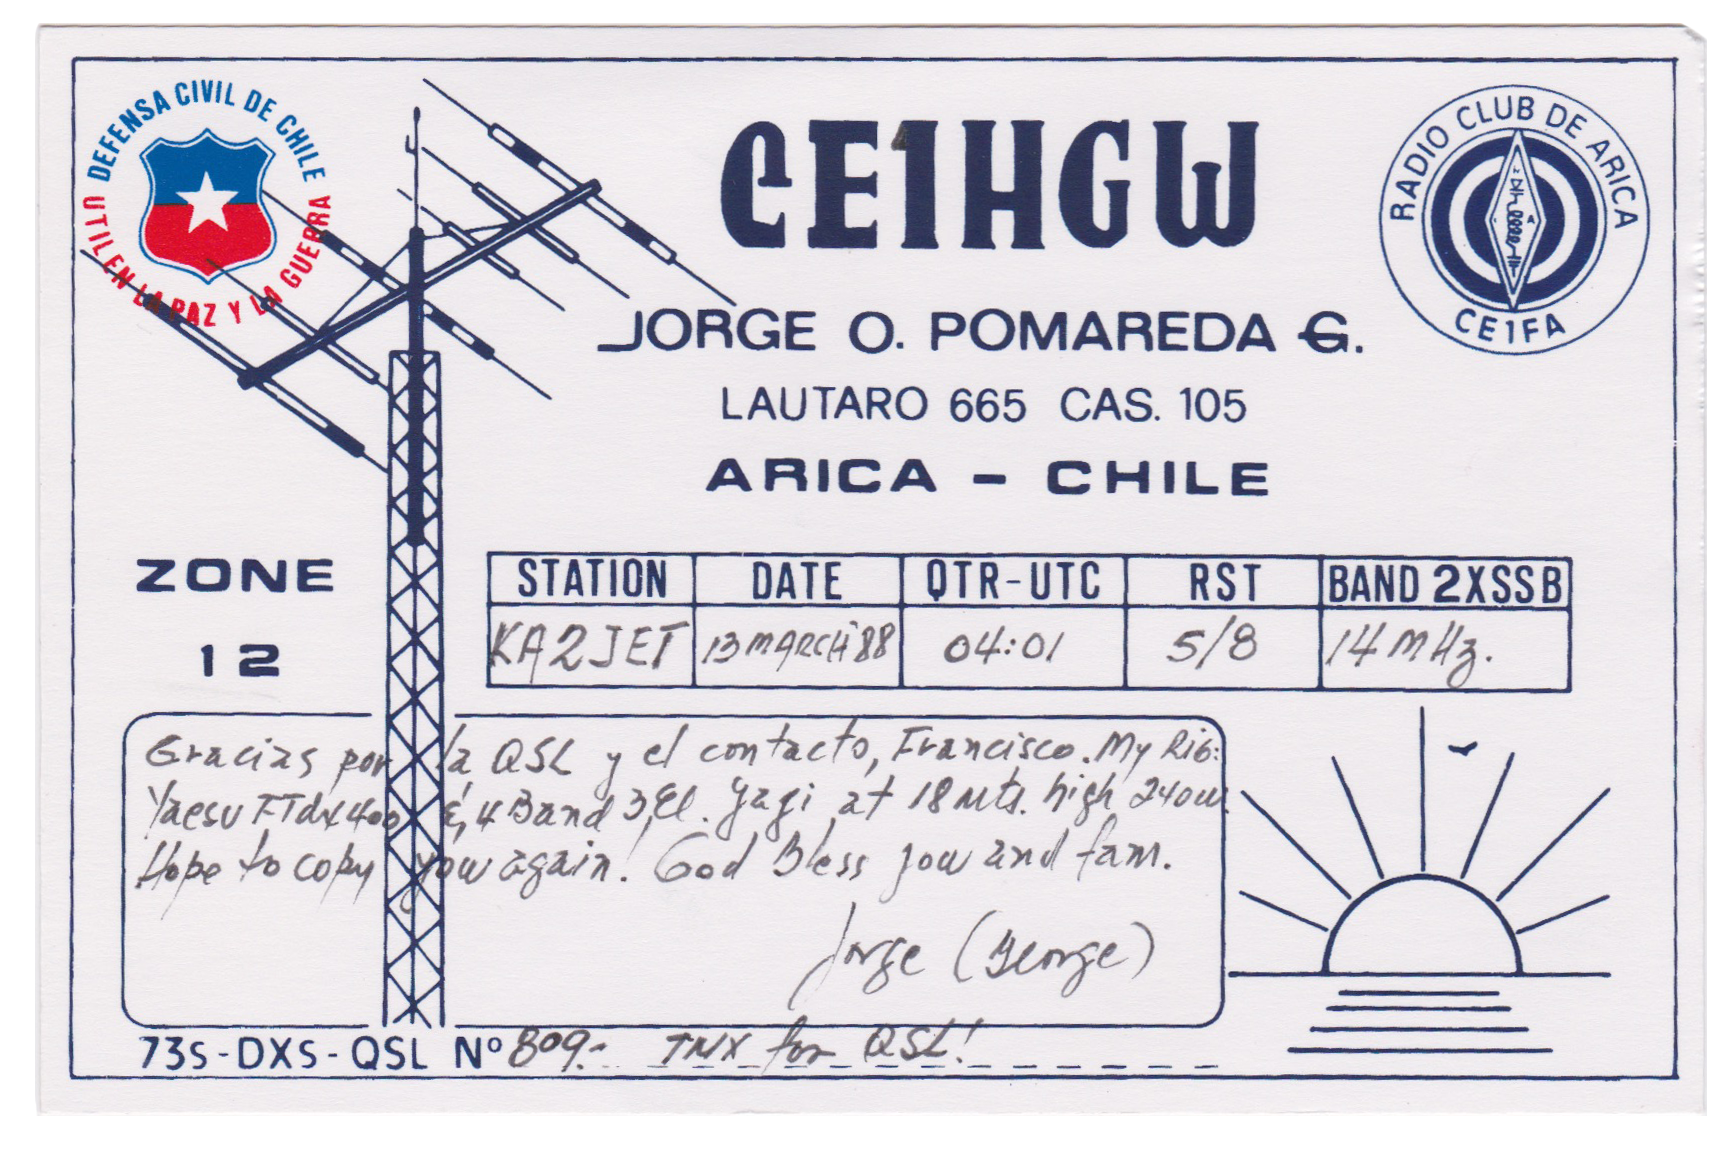 DEFENSA CIVIL DE CHILE
UTIL EN LA PAZ Y LA GUERRA
CE1HGW
RADIO CLUB DE ARICA
CE1FA
JORGE O. POMAREDA G.
LAUTARO 665 CAS. 105
ARICA - CHILE
ZONE
12
STATION DATE QTR-UTC RST BAND 2XSSB
KA2JET 13 MARCH '88 04:01 5/8 14 MHz.
Gracias por la QSL y el contacto, Francisco. My Rig:
Yaesu FTdx400 &, 4 Band 3, El. Yagi, at 18 Mts. high 240w.
Hope to copy you again! God Bless you and fam.
Jorge (George)
73s-DXs-QSL Nº 809.- TNX for QSL!